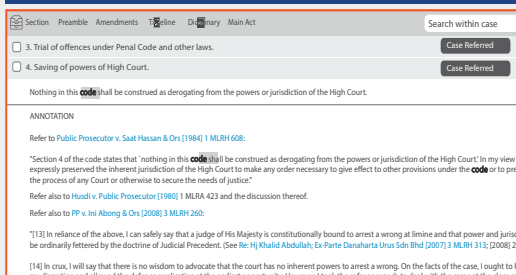 Section Preamble Amendments Timeline Dictionary Main Act Search within case
3. Trial of offences under Penal Code and other laws. Case Referred
4. Saving of powers of High Court. Case Referred
Nothing in this code shall be construed as derogating from the powers or jurisdiction of the High Court.
ANNOTATION
Refer to Public Prosecutor v. Saat Hassan & Ors [1984] 1 MLRH 608:
"Section 4 of the code states that `nothing in this code shall be construed as derogating from the powers or jurisdiction of the High Court.' In my view
expressly preserved the inherent jurisdiction of the High Court to make any order necessary to give effect to other provisions under the code or to pre
the process of any Court or otherwise to secure the needs of justice."
Refer also to Husdi v. Public Prosecutor [1980] 1 MLRA 423 and the discussion thereof.
Refer also to PP v. Ini Abong & Ors [2008] 3 MLRH 260:
"[13] In reliance of the above, I can safely say that a judge of His Majesty is constitutionally bound to arrest a wrong at limine and that power and jurisd
be ordinarily fettered by the doctrine of Judicial Precedent. (See Re: Hj Khalid Abdullah; Ex-Parte Danaharta Urus Sdn Bhd [2007] 3 MLRH 313; [2008] 2
[14] In crux, I will say that there is no wisdom to advocate that the court has no inherent powers to arrest a wrong. On the facts of the case, I ought to h